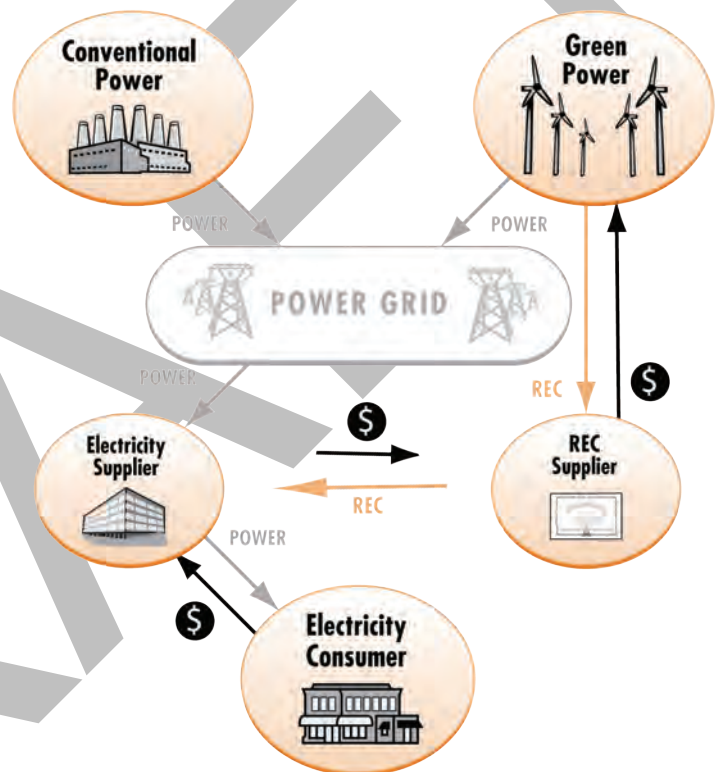 Conventional
Power
Green
Power
POWER
POWER
POWER GRID
POWER
REC
$
$
Electricity
Supplier
REC
Supplier
REC
POWER
$
Electricity
Consumer